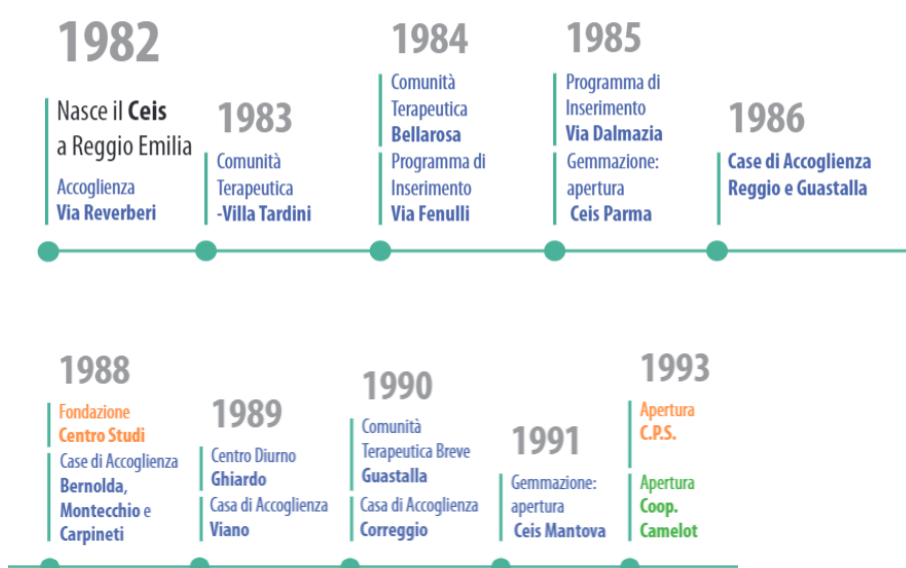 1982
Nasce il Ceis
a Reggio Emilia
Accoglienza
Via Reverberi
1983
Comunità
Terapeutica
-Villa Tardini
1984
Comunità
Terapeutica
Bellarosa
Programma di
Inserimento
Via Fenulli
1985
Programma di
Inserimento
Via Dalmazia
Gemmazione:
apertura
Ceis Parma
1986
Case di Accoglienza
Reggio e Guastalla
1988
Fondazione
Centro Studi
Case di Accoglienza
Bernolda,
Montecchio e
Carpineti
1989
Centro Diurno
Ghiardo
Casa di Accoglienza
Viano
1990
Comunità
Terapeutica Breve
Guastalla
Casa di Accoglienza
Correggio
1991
Gemmazione:
apertura
Ceis Mantova
1993
Apertura
C.P.S.
Apertura
Coop.
Camelot